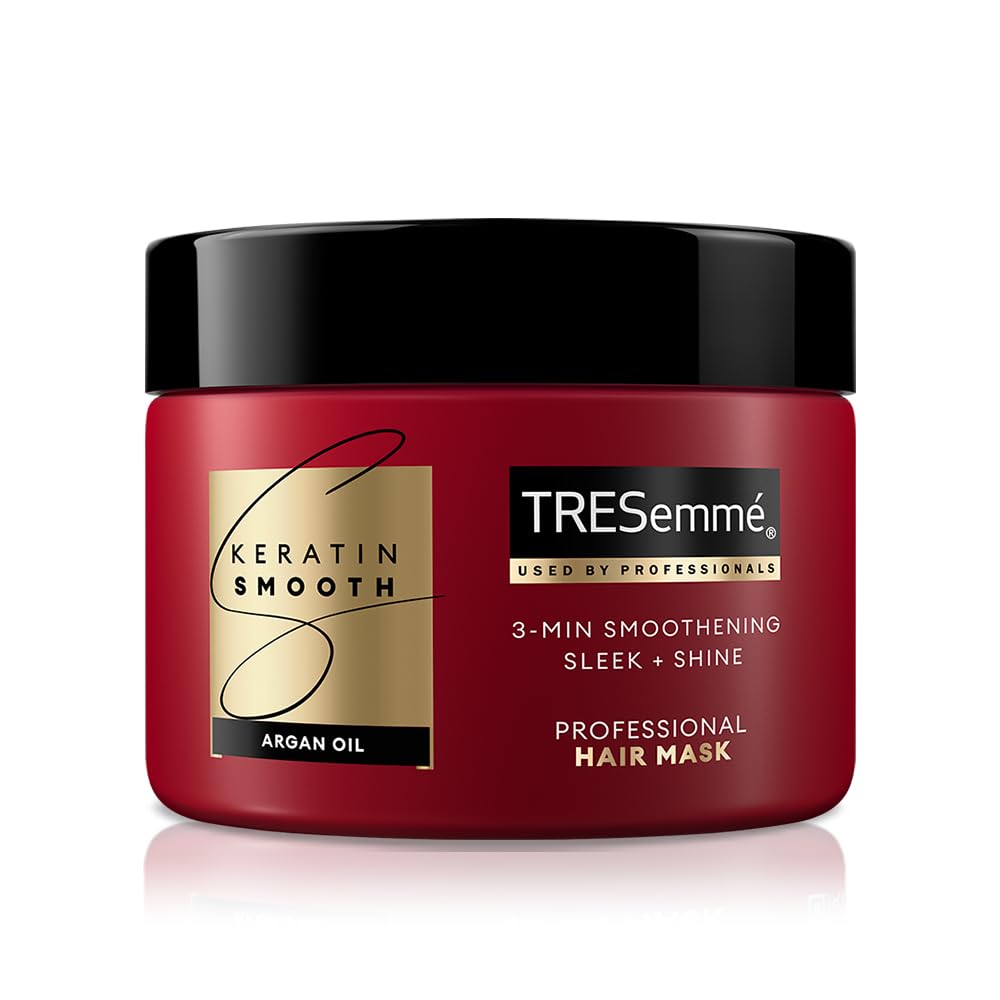 KERATIN
SMOOTH
ARGAN OIL
TRESemmé®
USED BY PROFESSIONALS
3-MIN SMOOTHENING
SLEEK + SHINE
PROFESSIONAL
HAIR MASK